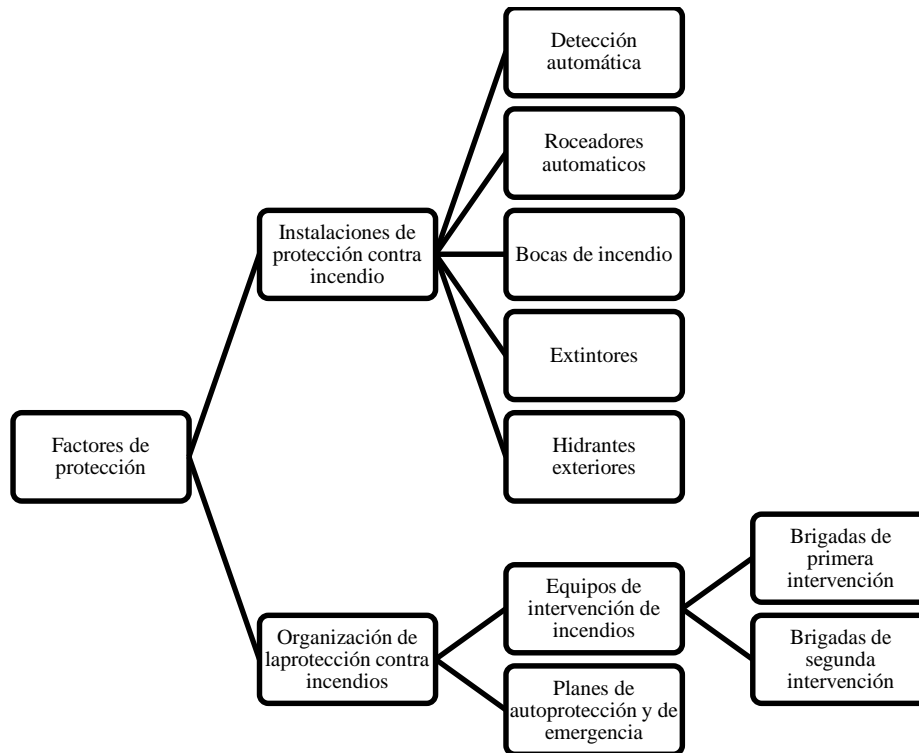 Detección
automática
Roceadores
automaticos
Instalaciones de
protección contra
incendio
Bocas de incendio
Extintores
Factores de
protección
Hidrantes
exteriores
Brigadas de
primera
intervención
Equipos de
intervención de
incendios
Organización de
laprotección contra
incendios
Brigadas de
segunda
intervención
Planes de
autoprotección y de
emergencia